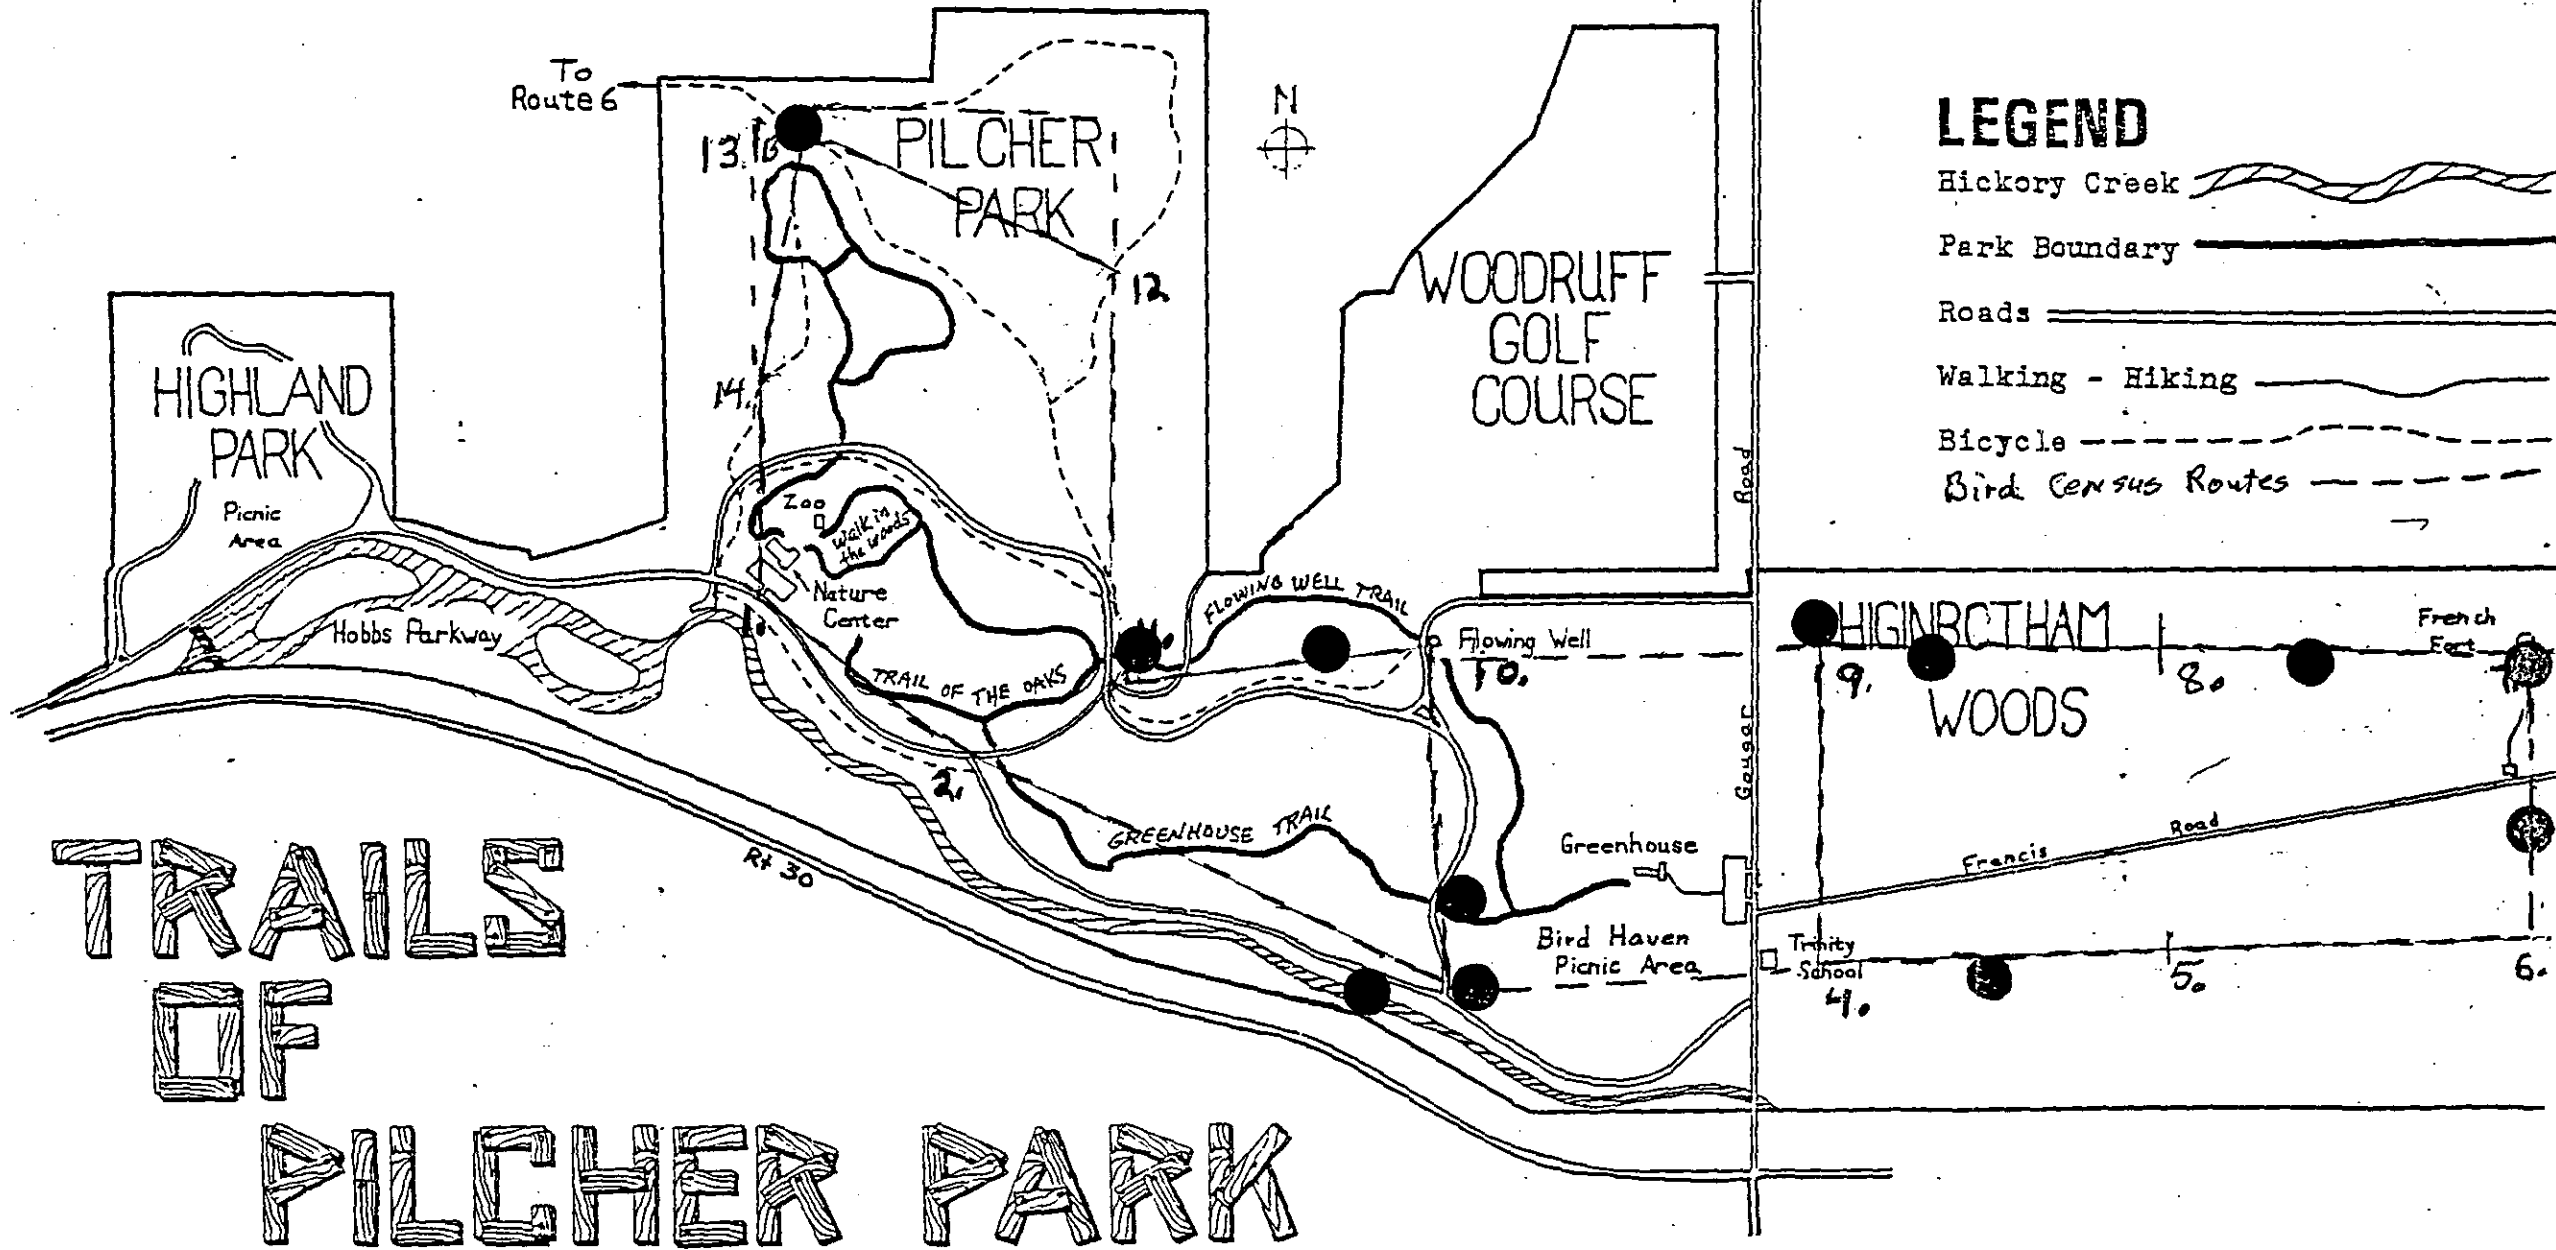 To
Route 6
13.
PILCHER
PARK
N
12
14.
HIGHLAND
PARK
Picnic
Area
WOODRUFF
GOLF
COURSE
LEGEND
Hickory Creek
Park Boundary
Roads
Walking - Hiking
Bicycle
Bird Census Routes
Road
Gougar
Zoo
Walk in
the woods
Nature
Center
Hobbs Parkway
TRAIL OF THE OAKS
FLOWING WELL TRAIL
Flowing Well
10.
HIGINBOTHAM
WOODS
9.
8.
French
Fort
2.
GREENHOUSE TRAIL
Greenhouse
Rt 30
Francis Road
Bird Haven
Picnic Area
Trinity
School
4.
5.
6.
TRAILS
OF
PILCHER PARK